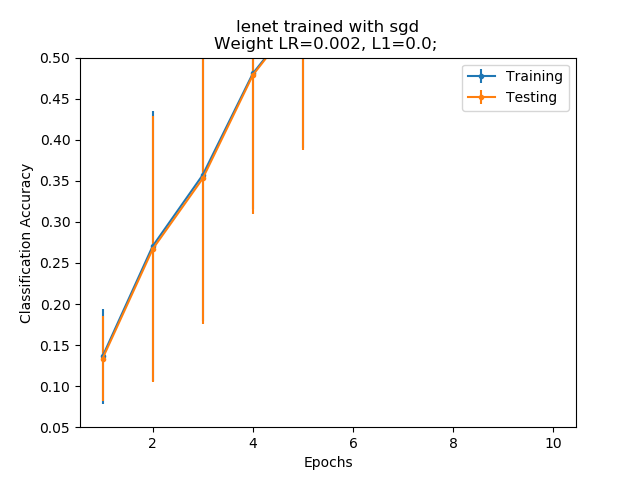 lenet trained with sgd
Weight LR=0.002, L1=0.0;
0.50
0.45
0.40
0.35
0.30
0.25
0.20
0.15
0.10
0.05
Classification Accuracy
Training
Testing
2
4
6
8
10
Epochs